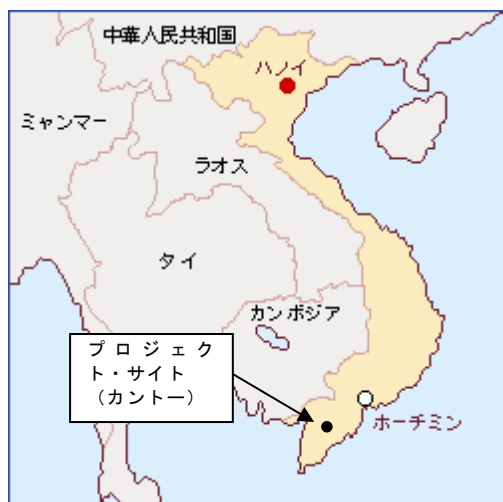 中華人民共和国
ハノイ
ミャンマー
ラオス
タイ
カンボジア
プロジェク
ト・サイト
（カントー）
ホーチミン